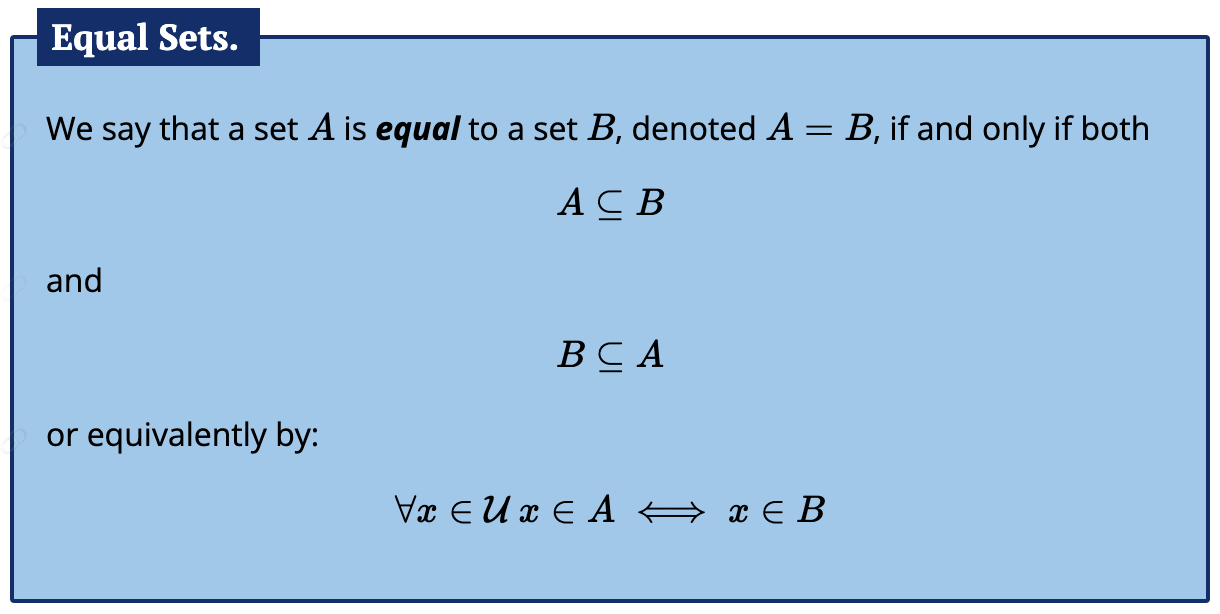 Equal Sets.
We say that a set A is equal to a set B, denoted A = B, if and only if both
A ⊆ B
and
B ⊆ A
or equivalently by:
∀x ∈ 𝒰 x ∈ A ⟺ x ∈ B